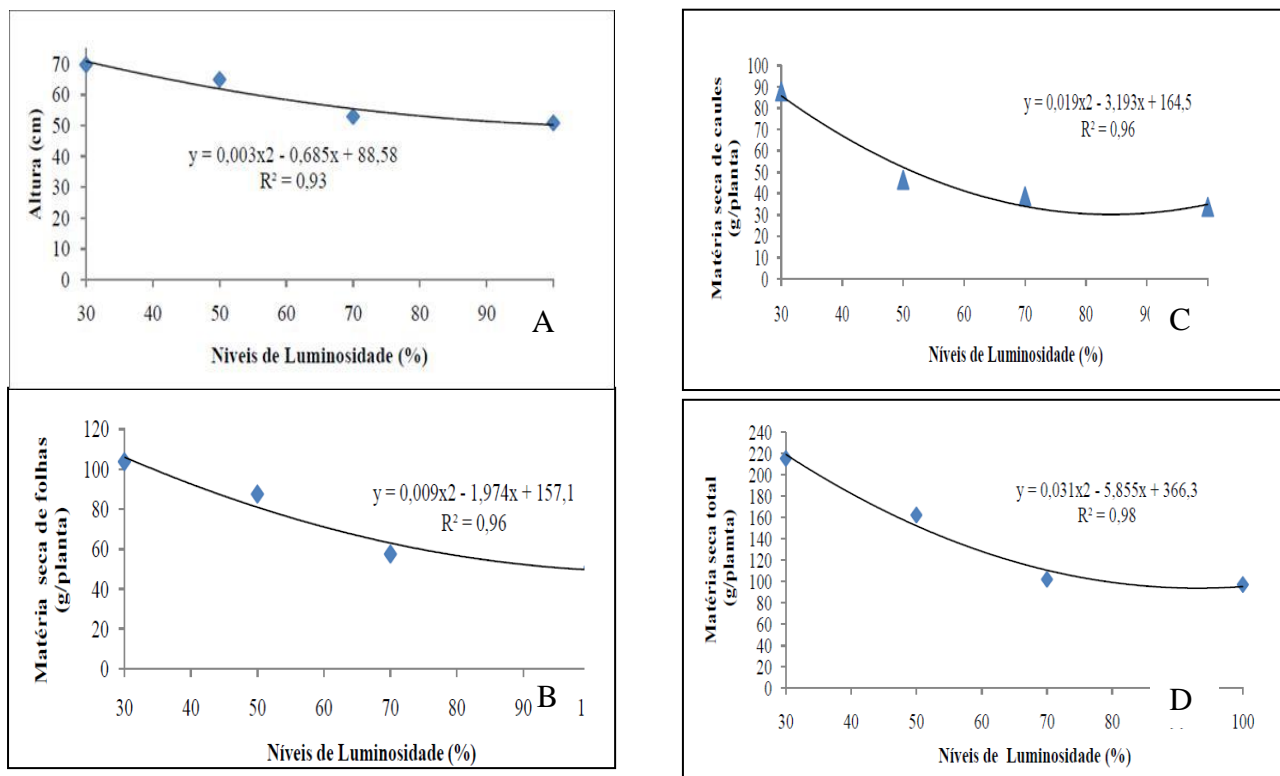 Altura (cm)
70
60
50
40
30
20
10
0
y = 0,003x2 - 0,685x + 88,58
R² = 0,93
30 40 50 60 70 80 90
A
Níveis de Luminosidade (%)
Matéria seca de folhas
(g/planta)
120
100
80
60
40
20
0
y = 0,009x2 - 1,974x + 157,1
R² = 0,96
30 40 50 60 70 80 90 1
B
Níveis de Luminosidade (%)
Matéria seca de caules
(g/planta)
100
90
80
70
60
50
40
30
20
10
0
y = 0,019x2 - 3,193x + 164,5
R² = 0,96
30 40 50 60 70 80 90
C
Níveis de Luminosidade (%)
Matéria seca total
(g/plamta)
240
220
200
180
160
140
120
100
80
60
40
20
0
y = 0,031x2 - 5,855x + 366,3
R² = 0,98
30 50 70 100
D
Níveis de Luminosidade (%)